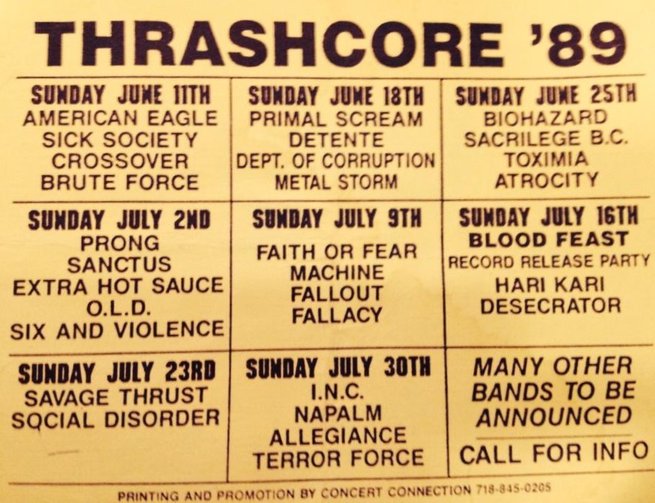 THRASHCORE '89
SUNDAY JUNE 11TH
AMERICAN EAGLE
SICK SOCIETY
CROSSOVER
BRUTE FORCE
SUNDAY JUNE 18TH
PRIMAL SCREAM
DETENTE
DEPT. OF CORRUPTION
METAL STORM
SUNDAY JUNE 25TH
BIOHAZARD
SACRILEGE B.C.
TOXIMIA
ATROCITY
SUNDAY JULY 2ND
PRONG
SANCTUS
EXTRA HOT SAUCE
O.L.D.
SIX AND VIOLENCE
SUNDAY JULY 9TH
FAITH OR FEAR
MACHINE
FALLOUT
FALLACY
SUNDAY JULY 16TH
BLOOD FEAST
RECORD RELEASE PARTY
HARI KARI
DESECRATOR
SUNDAY JULY 23RD
SAVAGE THRUST
SOCIAL DISORDER
SUNDAY JULY 30TH
I.N.C.
NAPALM
ALLEGIANCE
TERROR FORCE
MANY OTHER
BANDS TO BE
ANNOUNCED
CALL FOR INFO
PRINTING AND PROMOTION BY CONCERT CONNECTION 718-845-0205